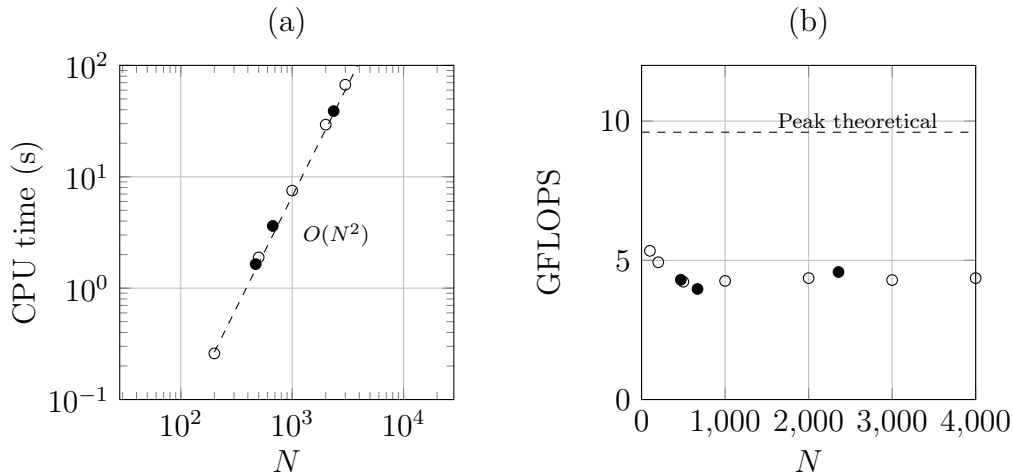 (a)
CPU time (s)
10^2
10^1
10^0
10^{-1}
O(N^2)
10^2
10^3
10^4
N
(b)
GFLOPS
10
5
0
Peak theoretical
0
1,000
2,000
3,000
4,000
N